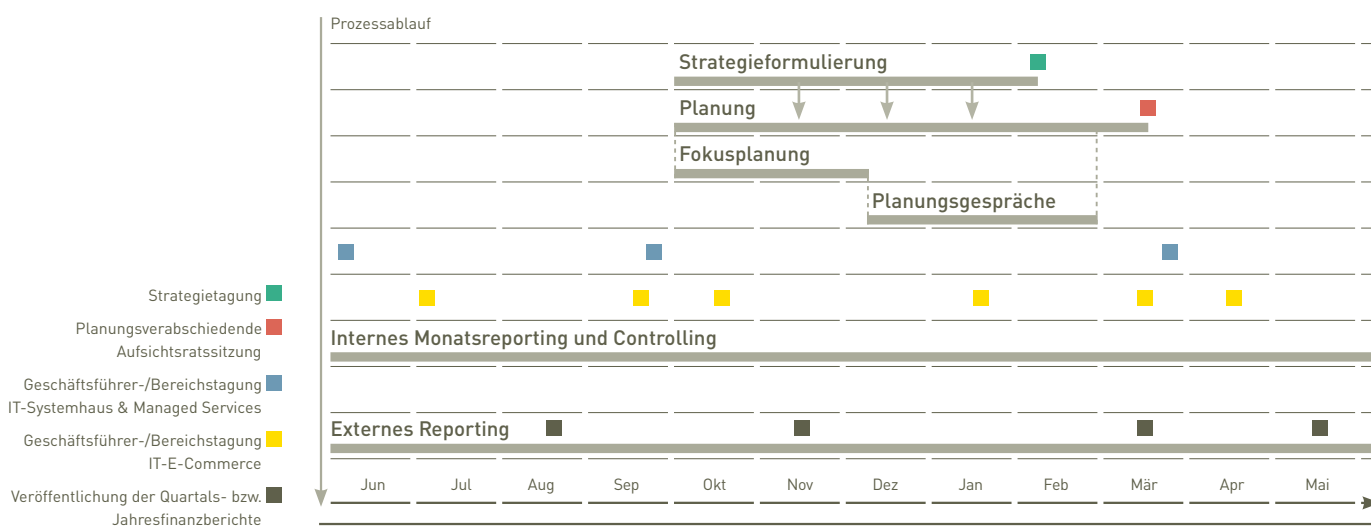 Prozessablauf
Strategieformulierung
Planung
Fokusplanung
Planungsgespräche
Strategietagung
Planungsverabschiedende
Aufsichtsratssitzung
Geschäftsführer-/Bereichstagung
IT-Systemhaus & Managed Services
Geschäftsführer-/Bereichstagung
IT-E-Commerce
Veröffentlichung der Quartals- bzw.
Jahresfinanzberichte
Internes Monatsreporting und Controlling
Externes Reporting
Jun Jul Aug Sep Okt Nov Dez Jan Feb Mär Apr Mai